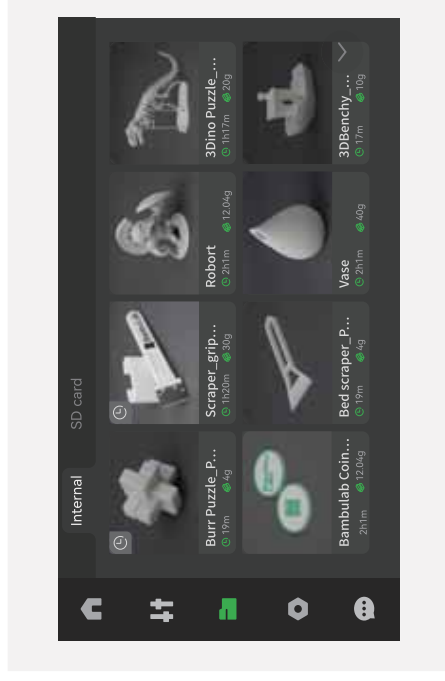 Internal
SD card
Burr Puzzle_P...
19m 4g
Scraper_grip...
1h20m 30g
Robort
2h1m 12.04g
3Dino Puzzle_...
1h17m 20g
Bambulab Coin...
2h1m 12.04g
Bed scraper_P...
19m 4g
Vase
2h1m 40g
3DBenchy_...
17m 10g